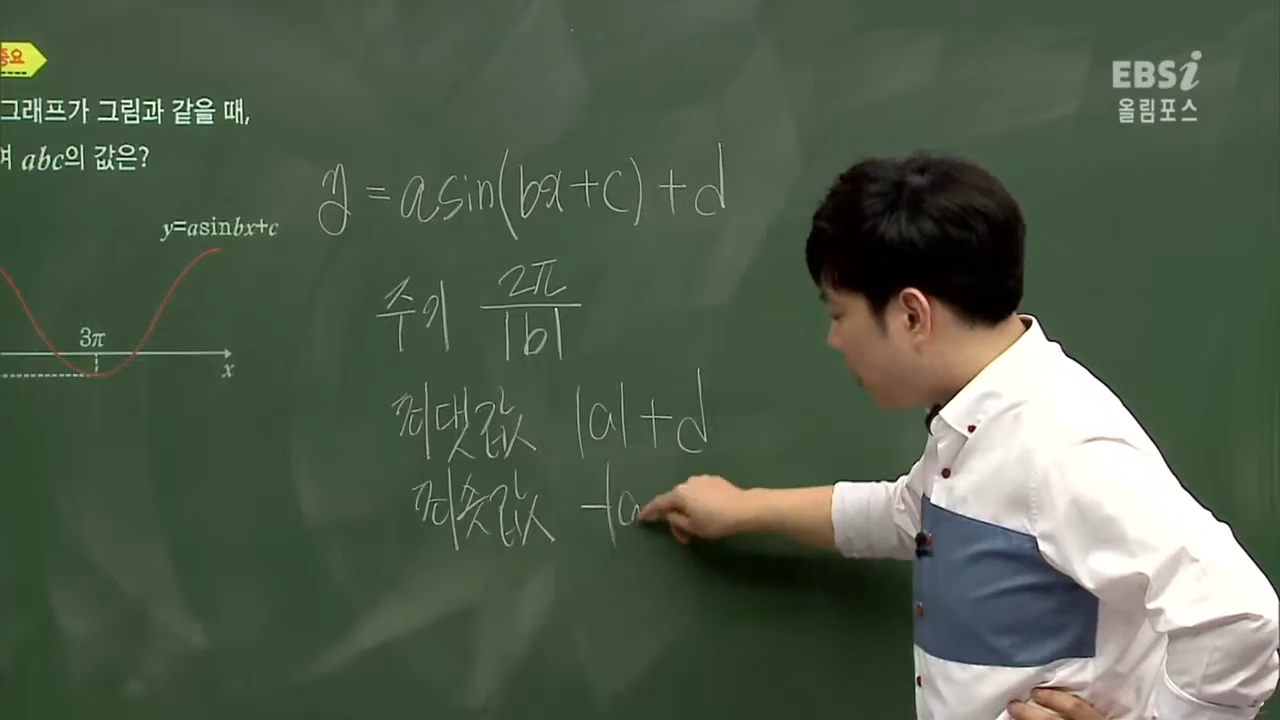 중요
그래프가 그림과 같을 때,
며 abc의 값은?
y=asinbx+c
3π
x
y = asin(bx+c)+d
주기 2π/|b|
최댓값 |a|+d
최솟값 -|a
EBSi
올림포스